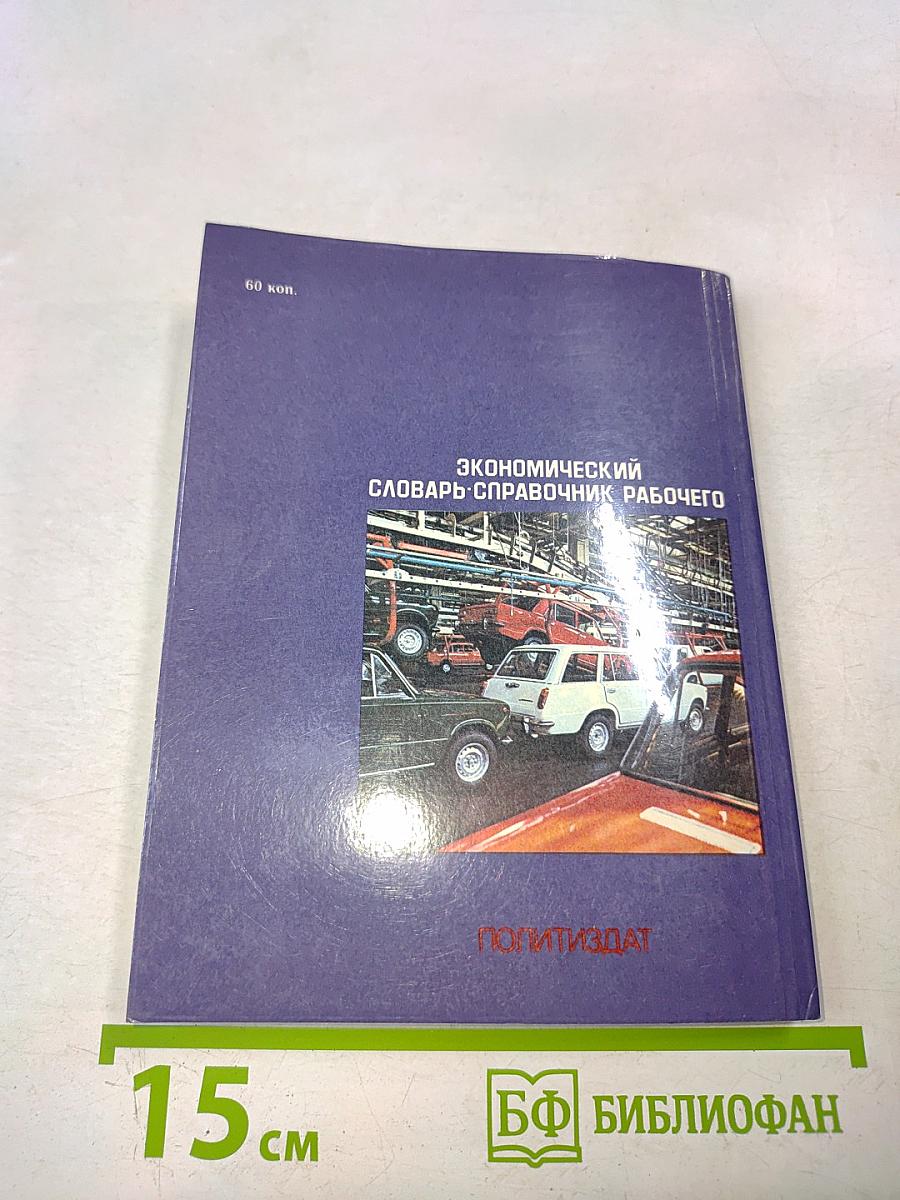 60 коп.
ЭКОНОМИЧЕСКИЙ
СЛОВАРЬ-СПРАВОЧНИК РАБОЧЕГО
ПОЛИТИЗДАТ
15 см
БФ БИБЛИОФАН